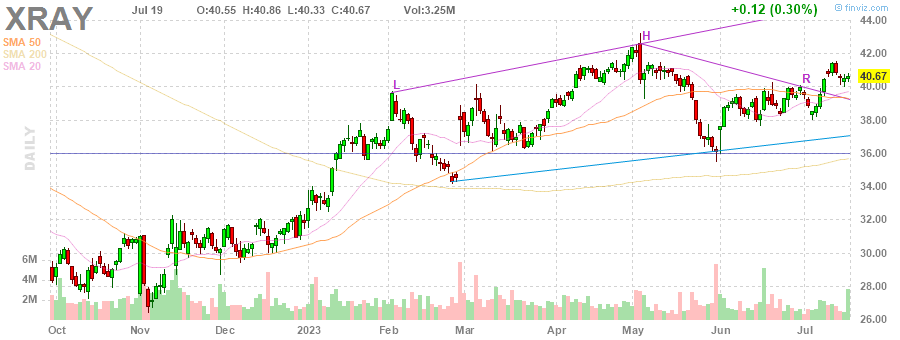 XRAY Jul 19 O:40.55 H:40.86 L:40.33 C:40.67 Vol:3.25M +0.12 (0.30%) © finviz.com
SMA 50
SMA 200
SMA 20
DAILY
L
H
R
44.00
42.00
40.67
40.00
38.00
36.00
34.00
32.00
30.00
28.00
26.00
6M
4M
2M
Oct Nov Dec 2023 Feb Mar Apr May Jun Jul